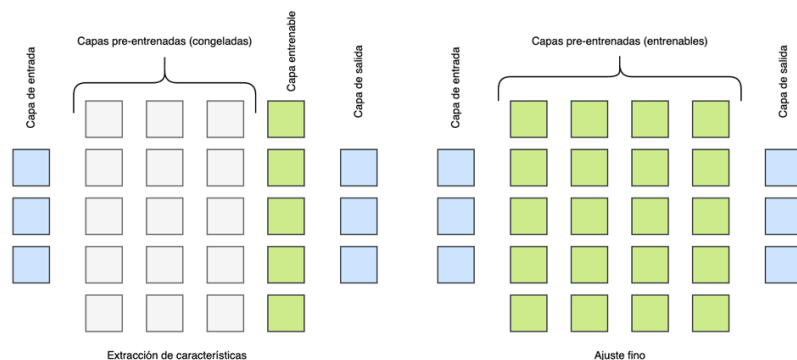 Capa de entrada
Capas pre-entrenadas (congeladas)
Capa entrenable
Capa de salida
Extracción de características
Capa de entrada
Capas pre-entrenadas (entrenables)
Capa de salida
Ajuste fino